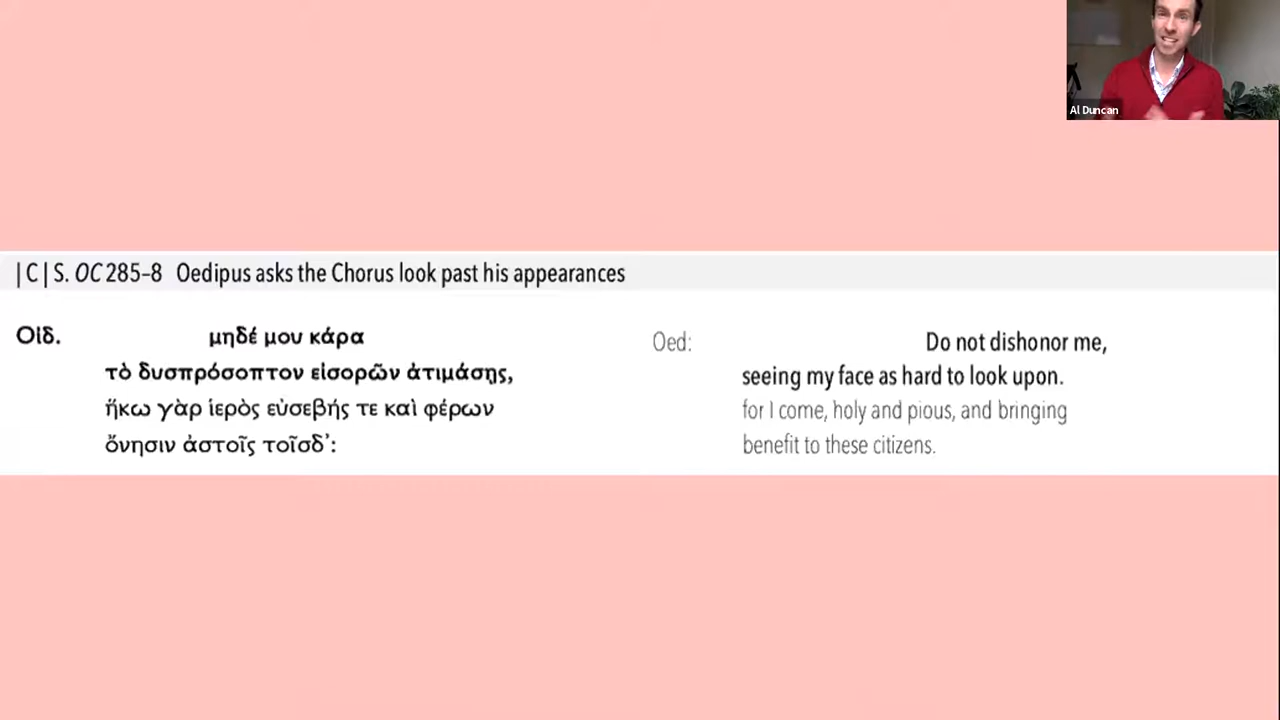 Al Duncan
| C | S. OC 285–8 Oedipus asks the Chorus look past his appearances
Οἰδ. μηδέ μου κάρα
τὸ δυσπρόσοπτον εἰσορῶν ἀτιμάσῃς,
ἥκω γὰρ ἱερὸς εὐσεβής τε καὶ φέρων
ὄνησιν ἀστοῖς τοῖσδ’:
Oed: Do not dishonor me,
seeing my face as hard to look upon.
for I come, holy and pious, and bringing
benefit to these citizens.